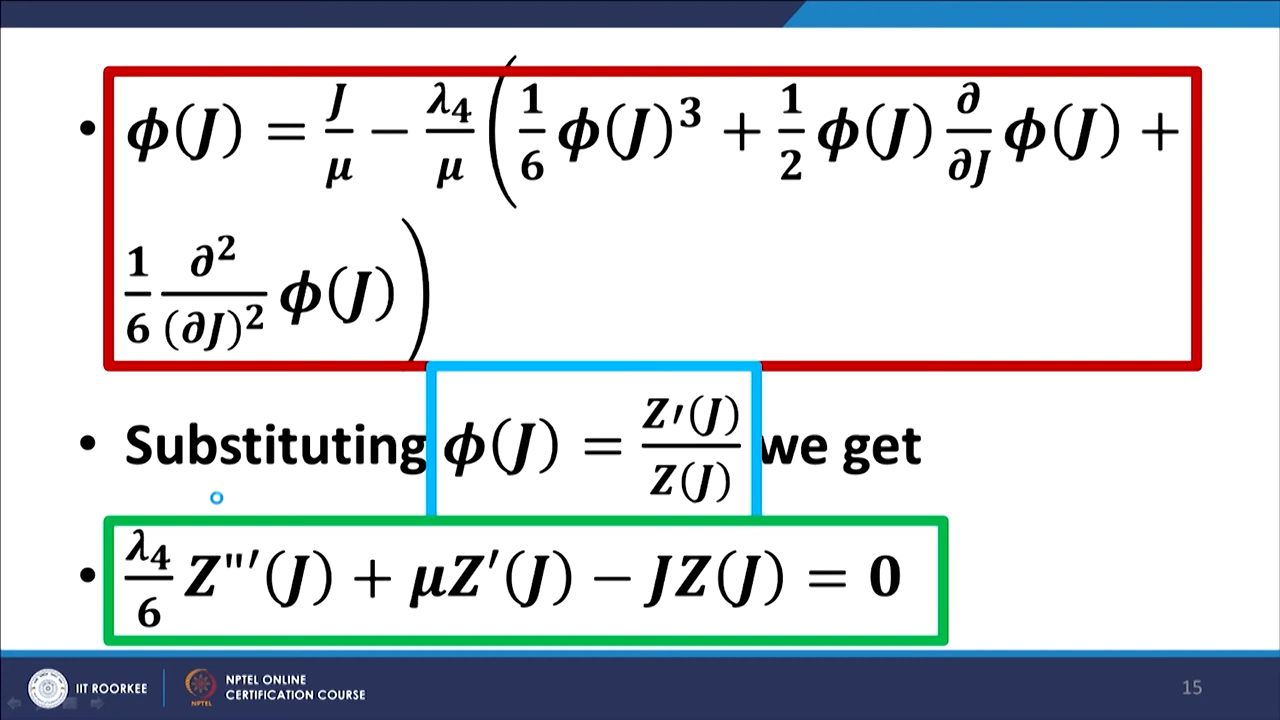 • ϕ(J) = J/μ − λ₄/μ (1/6 ϕ(J)³ + 1/2 ϕ(J) ∂/∂J ϕ(J) +
1/6 ∂²/(∂J)² ϕ(J))
• Substituting ϕ(J) = Z′(J)/Z(J) we get
• λ₄/6 Z"′(J) + μZ′(J) − JZ(J) = 0
IIT ROORKEE
NPTEL
NPTEL ONLINE
CERTIFICATION COURSE
15